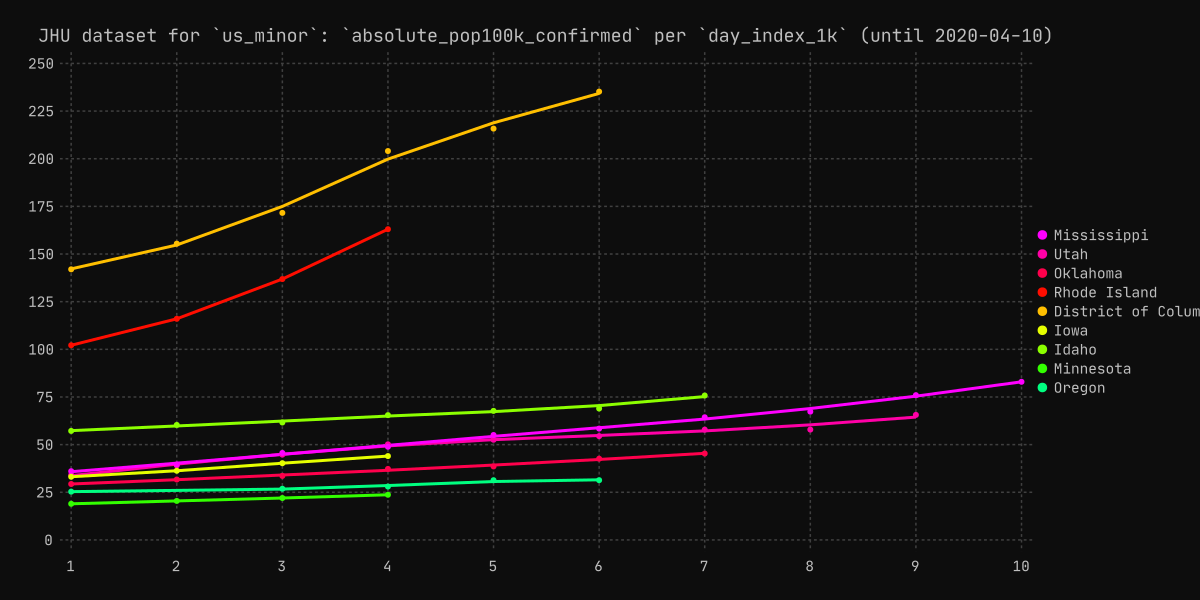 JHU dataset for `us_minor`: `absolute_pop100k_confirmed` per `day_index_1k` (until 2020-04-10)
250
225
200
175
150
125
100
75
50
25
0
1 2 3 4 5 6 7 8 9 10
Mississippi
Utah
Oklahoma
Rhode Island
District of Colum
Iowa
Idaho
Minnesota
Oregon